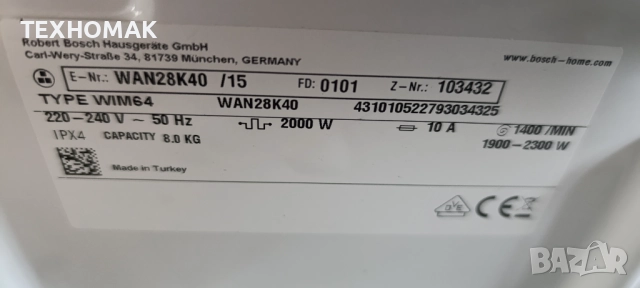 ТЕХНОМАК
Robert Bosch Hausgeräte GmbH
Carl-Wery-Straße 34, 81739 München, GERMANY
www.bosch-home.com
E-Nr.: WAN28K40 /15 FD: 0101 Z-Nr.: 103432
TYPE WIM64 WAN28K40 431010522793034325
220-240 V ~ 50 Hz 2000 W 10 A 1400 /MIN
IPX4 CAPACITY 8.0 KG 1900-2300 W
Made in Turkey
CE
BAZAR